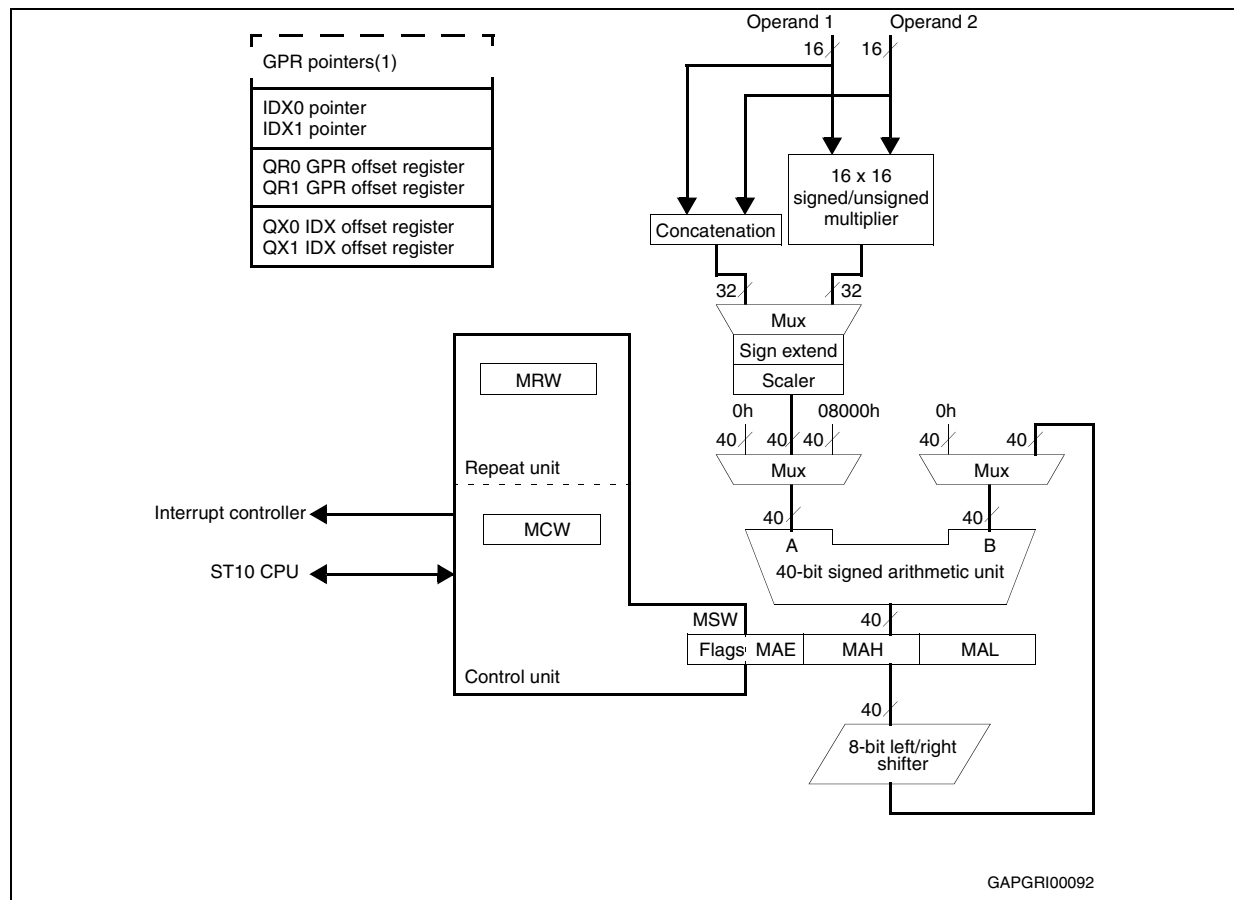 Operand 1
Operand 2
16
16
GPR pointers(1)
IDX0 pointer
IDX1 pointer
QR0 GPR offset register
QR1 GPR offset register
QX0 IDX offset register
QX1 IDX offset register
16 x 16
signed/unsigned
multiplier
Concatenation
32
32
Mux
Sign extend
Scaler
MRW
0h
08000h
0h
40
40
40
40
40
Mux
Mux
Repeat unit
Interrupt controller
MCW
40
40
A
B
40-bit signed arithmetic unit
ST10 CPU
MSW
40
Flags
MAE
MAH
MAL
Control unit
40
8-bit left/right
shifter
GAPGRI00092